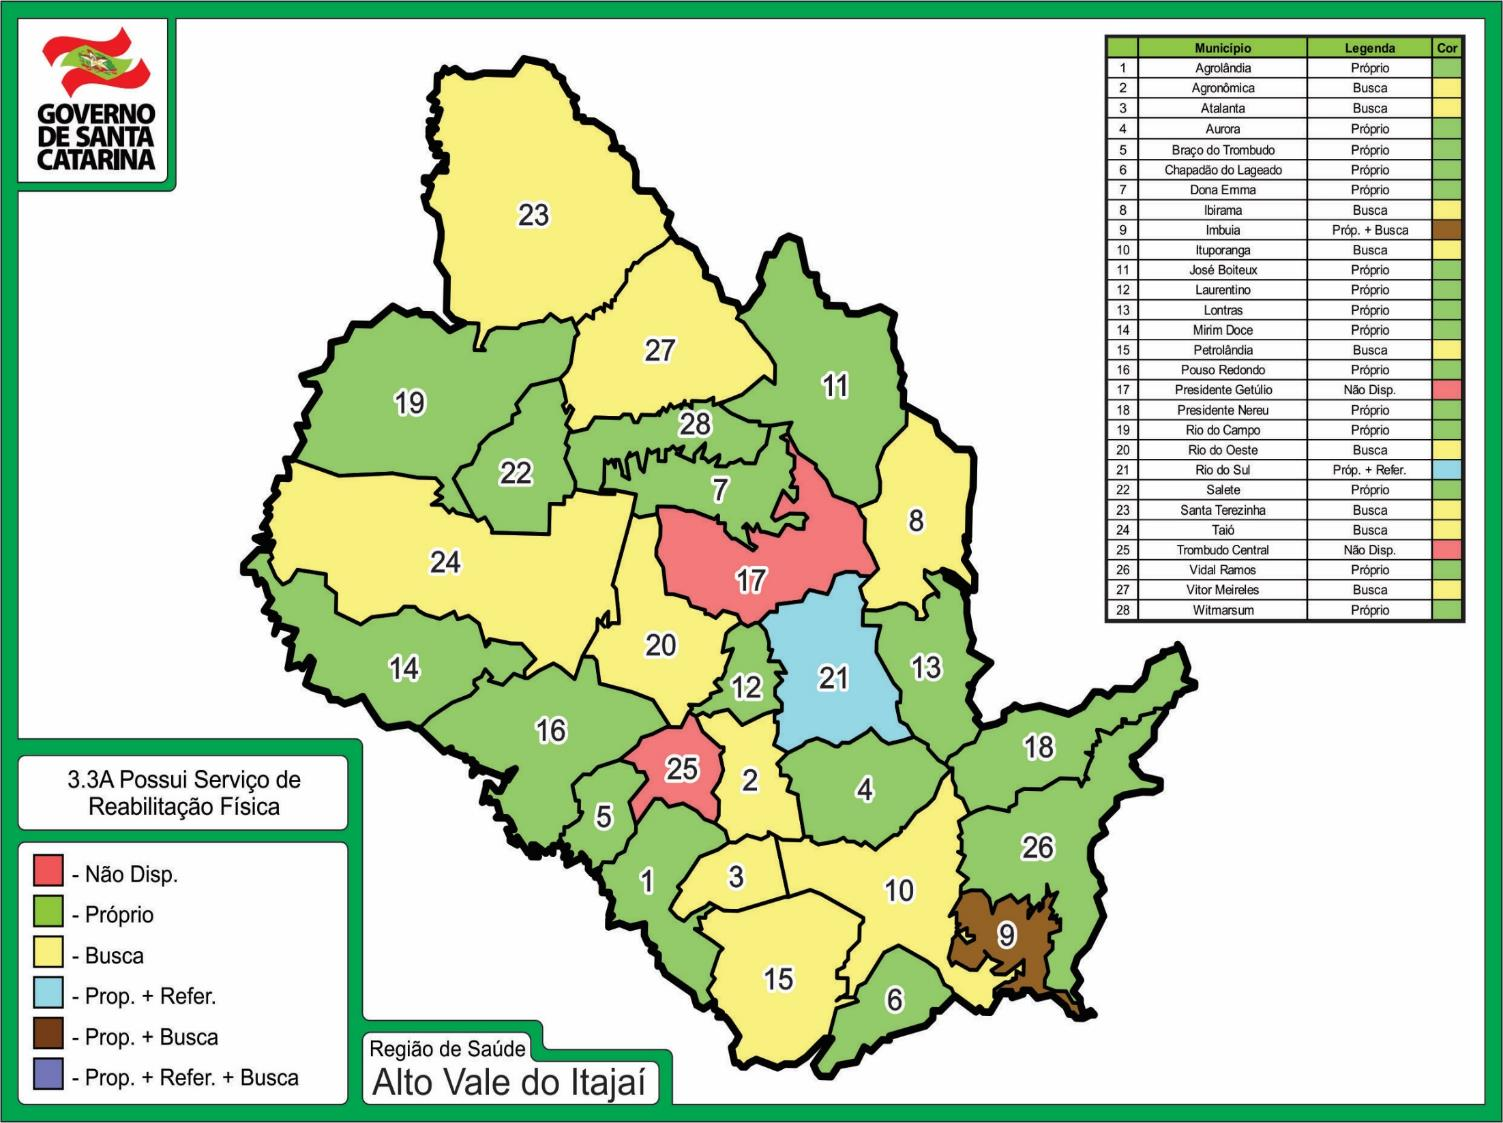 GOVERNO
DE SANTA
CATARINA
Município Legenda Cor
1 Agrolândia Próprio
2 Agronômica Busca
3 Atalanta Busca
4 Aurora Próprio
5 Braço do Trombudo Próprio
6 Chapadão do Lageado Próprio
7 Dona Emma Próprio
8 Ibirama Busca
9 Imbuia Próp. + Busca
10 Ituporanga Busca
11 José Boiteux Próprio
12 Laurentino Próprio
13 Lontras Próprio
14 Mirim Doce Próprio
15 Petrolândia Busca
16 Pouso Redondo Próprio
17 Presidente Getúlio Não Disp.
18 Presidente Nereu Próprio
19 Rio do Campo Próprio
20 Rio do Oeste Busca
21 Rio do Sul Próp. + Refer.
22 Salete Próprio
23 Santa Terezinha Busca
24 Taió Busca
25 Trombudo Central Não Disp.
26 Vidal Ramos Próprio
27 Vitor Meireles Busca
28 Witmarsum Próprio
23
27
11
19
28
22
7
8
24
17
20
14
13
12
21
16
18
25
2
4
5
26
3
1
10
9
15
6
3.3A Possui Serviço de
Reabilitação Física
- Não Disp.
- Próprio
- Busca
- Prop. + Refer.
- Prop. + Busca
- Prop. + Refer. + Busca
Região de Saúde
Alto Vale do Itajaí